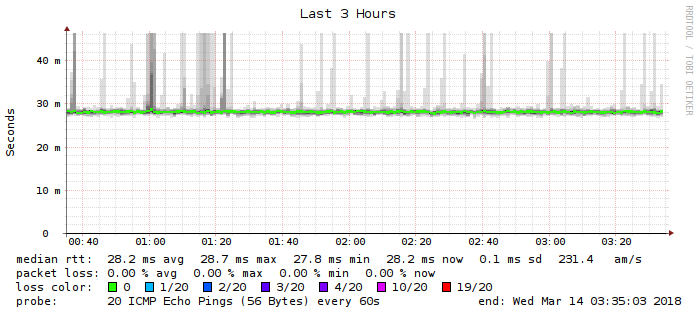 Last 3 Hours
RRDTOOL / TOBI OETIKER
Seconds
40 m
30 m
20 m
10 m
0
00:40 01:00 01:20 01:40 02:00 02:20 02:40 03:00 03:20
median rtt: 28.2 ms avg 28.7 ms max 27.8 ms min 28.2 ms now 0.1 ms sd 231.4 am/s
packet loss: 0.00 % avg 0.00 % max 0.00 % min 0.00 % now
loss color: 0 1/20 2/20 3/20 4/20 10/20 19/20
probe: 20 ICMP Echo Pings (56 Bytes) every 60s end: Wed Mar 14 03:35:03 2018